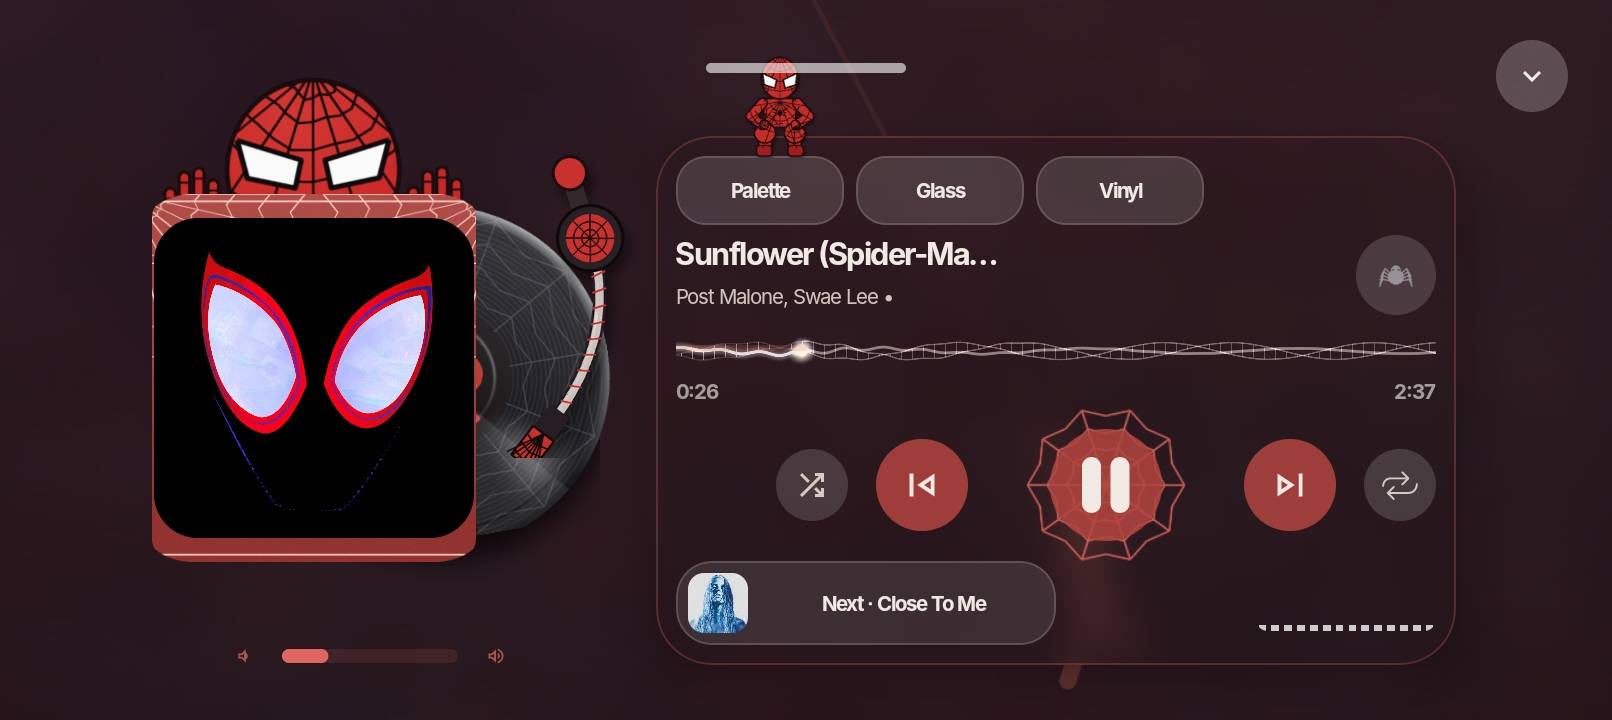 Palette
Glass
Vinyl
Sunflower (Spider-Ma...
Post Malone, Swae Lee •
0:26
2:37
Next · Close To Me